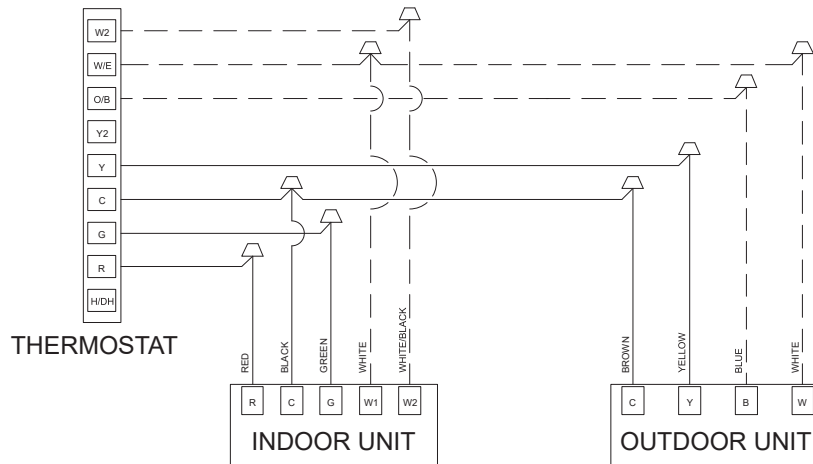 W2
W/E
O/B
Y2
Y
C
G
R
H/DH
THERMOSTAT
RED
BLACK
GREEN
WHITE
WHITE/BLACK
BROWN
YELLOW
BLUE
WHITE
R
C
G
W1
W2
C
Y
B
W
INDOOR UNIT
OUTDOOR UNIT